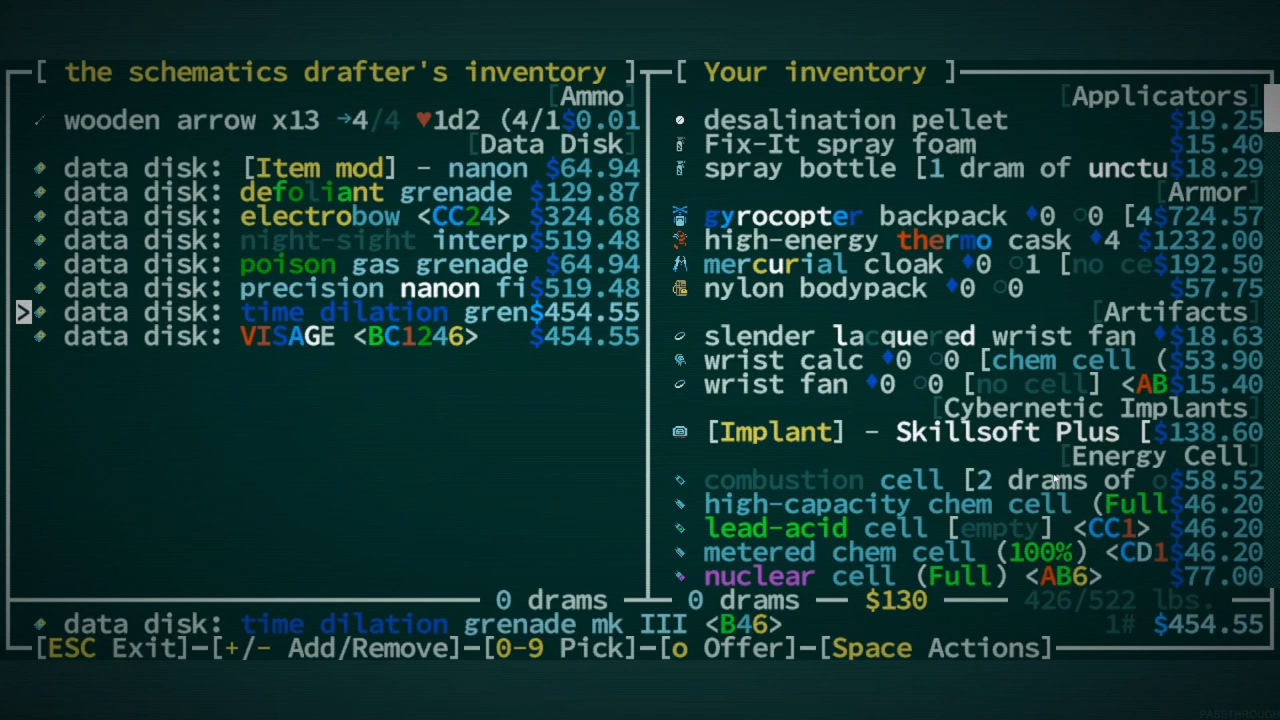 [ the schematics drafter's inventory ]
[Ammo]
wooden arrow x13 →4/4 ♥1d2 (4/1$0.01
[Data Disk]
data disk: [Item mod] - nanon $64.94
data disk: defoliant grenade $129.87
data disk: electrobow <CC24> $324.68
data disk: night-sight interp$519.48
data disk: poison gas grenade $64.94
data disk: precision nanon fi$519.48
> data disk: time dilation gren$454.55
data disk: VISAGE <BC1246> $454.55
0 drams
[ Your inventory ]
[Applicators]
desalination pellet $19.25
Fix-It spray foam $15.40
spray bottle [1 dram of unctu$18.29
[Armor]
gyrocopter backpack ♦0 ○0 [4$724.57
high-energy thermo cask ♦4 $1232.00
mercurial cloak ♦0 ○1 [no ce$192.50
nylon bodypack ♦0 ○0 $57.75
[Artifacts]
slender lacquered wrist fan ♦$18.63
wrist calc ♦0 ○0 [chem cell ($53.90
wrist fan ♦0 ○0 [no cell] <AB$15.40
[Cybernetic Implants]
[Implant] - Skillsoft Plus [$138.60
[Energy Cell]
combustion cell [2 drams of o$58.52
high-capacity chem cell (Full$46.20
lead-acid cell [empty] <CC1> $46.20
metered chem cell (100%) <CD1$46.20
nuclear cell (Full) <AB6> $77.00
0 drams — $130 — 426/522 lbs.
data disk: time dilation grenade mk III <B46> 1# $454.55
[ESC Exit]-[+/- Add/Remove]-[0-9 Pick]-[o Offer]-[Space Actions]